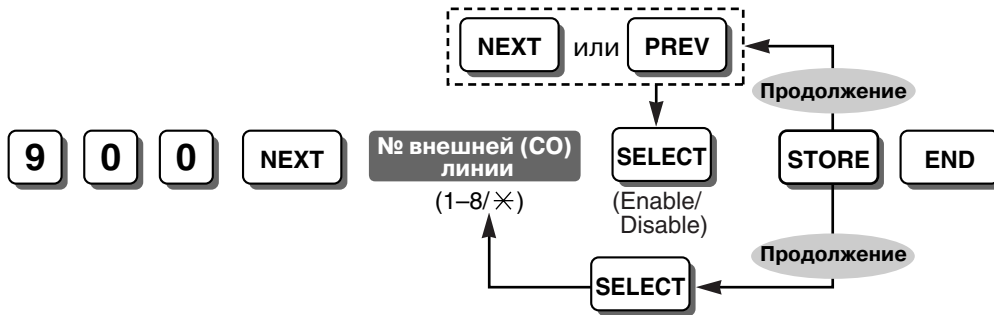 NEXT или PREV
Продолжение
9 0 0 NEXT № внешней (CO) линии SELECT STORE END
(1–8/✳)
(Enable/
Disable)
Продолжение
SELECT